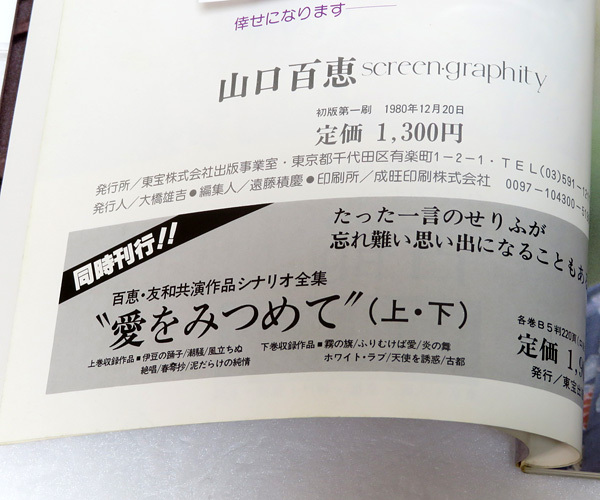 倖せになります――
山口百恵 screen·graphity
初版第一刷 1980年12月20日
定価 1,300円
発行所／東宝株式会社出版事業室・東京都千代田区有楽町1-2-1・TEL(03)591-
発行人／大橋雄吉●編集人／遠藤積慶●印刷所／成旺印刷株式会社 0097-104300-
同時刊行!!
たった一言のせりふが
忘れ難い思い出になることも
百恵・友和共演作品シナリオ全集
“愛をみつめて”(上・下)
上巻収録作品■伊豆の踊子/潮騒/風立ちぬ
絶唱/春琴抄/泥だらけの純情
下巻収録作品■霧の旗/ふりむけば愛/炎の舞
ホワイト・ラブ/天使を誘惑/古都
各巻B5判220頁
定価 1,
発行／東宝